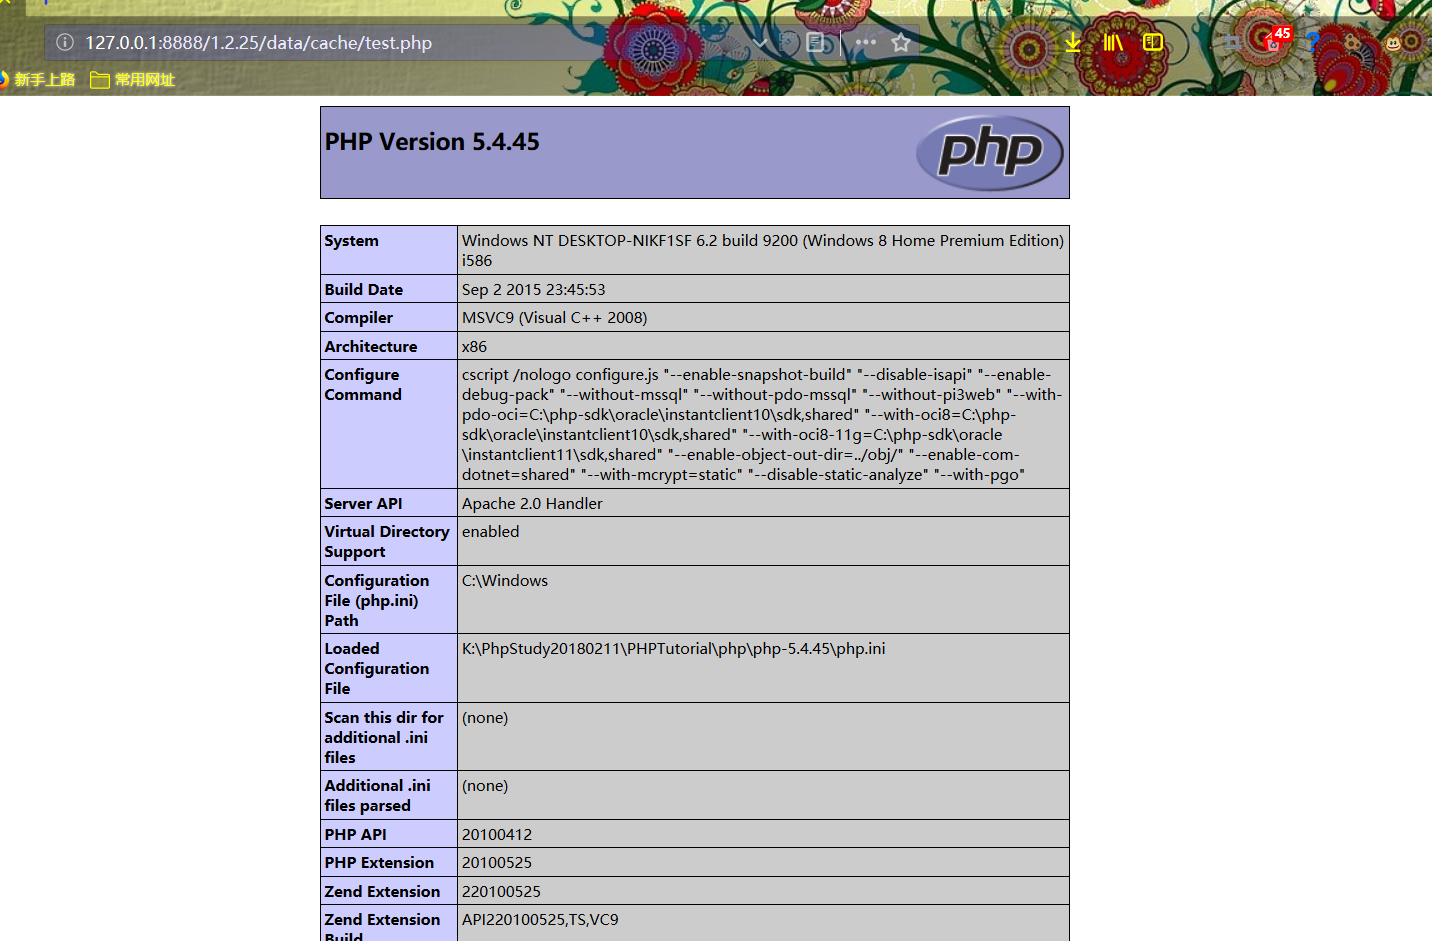 127.0.0.1:8888/1.2.25/data/cache/test.php
45
新手上路 常用网址
PHP Version 5.4.45
php
System
Windows NT DESKTOP-NIKF1SF 6.2 build 9200 (Windows 8 Home Premium Edition)
i586
Build Date
Sep 2 2015 23:45:53
Compiler
MSVC9 (Visual C++ 2008)
Architecture
x86
Configure
Command
cscript /nologo configure.js "--enable-snapshot-build" "--disable-isapi" "--enable-
debug-pack" "--without-mssql" "--without-pdo-mssql" "--without-pi3web" "--with-
pdo-oci=C:\php-sdk\oracle\instantclient10\sdk,shared" "--with-oci8=C:\php-
sdk\oracle\instantclient10\sdk,shared" "--with-oci8-11g=C:\php-sdk\oracle
\instantclient11\sdk,shared" "--enable-object-out-dir=../obj/" "--enable-com-
dotnet=shared" "--with-mcrypt=static" "--disable-static-analyze" "--with-pgo"
Server API
Apache 2.0 Handler
Virtual Directory
Support
enabled
Configuration
File (php.ini)
Path
C:\Windows
Loaded
Configuration
File
K:\PhpStudy20180211\PHPTutorial\php\php-5.4.45\php.ini
Scan this dir for
additional .ini
files
(none)
Additional .ini
files parsed
(none)
PHP API
20100412
PHP Extension
20100525
Zend Extension
220100525
Zend Extension
Build
API220100525,TS,VC9